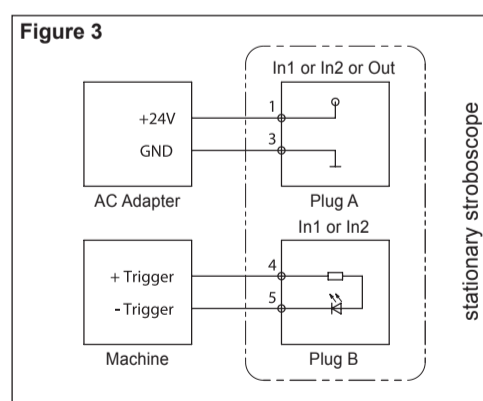 Figure 3
In1 or In2 or Out
+24V
1
GND
3
AC Adapter
Plug A
In1 or In2
+ Trigger
4
- Trigger
5
Machine
Plug B
stationary stroboscope